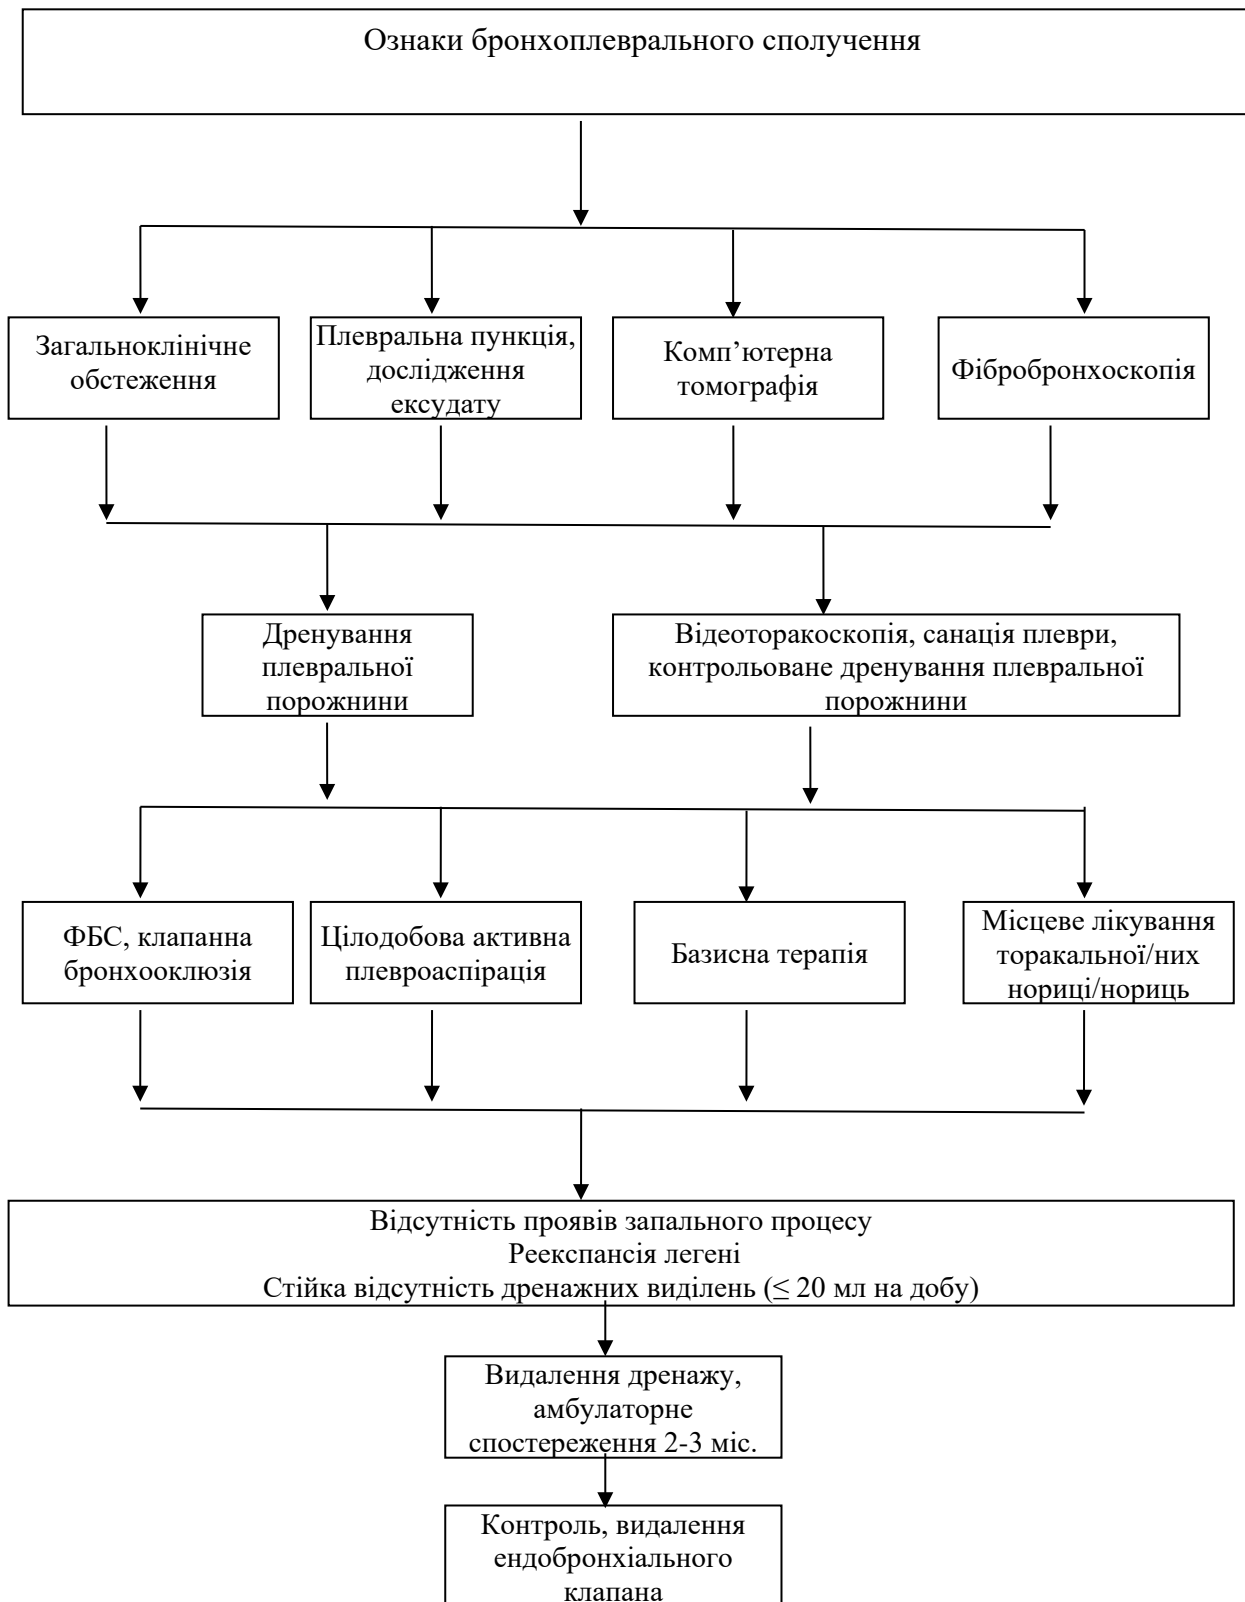 Ознаки бронхоплеврального сполучення
Загальноклінічне
обстеження
Плевральна пункція,
дослідження
ексудату
Комп’ютерна
томографія
Фібробронхоскопія
Дренування
плевральної
порожнини
Відеоторакоскопія, санація плеври,
контрольоване дренування плевральної
порожнини
ФБС, клапанна
бронхооклюзія
Цілодобова активна
плевроаспірація
Базисна терапія
Місцеве лікування
торакальної/них
нориці/нориць
Відсутність проявів запального процесу
Реекспансія легені
Стійка відсутність дренажних виділень (≤ 20 мл на добу)
Видалення дренажу,
амбулаторне
спостереження 2-3 міс.
Контроль, видалення
ендобронхіального
клапана